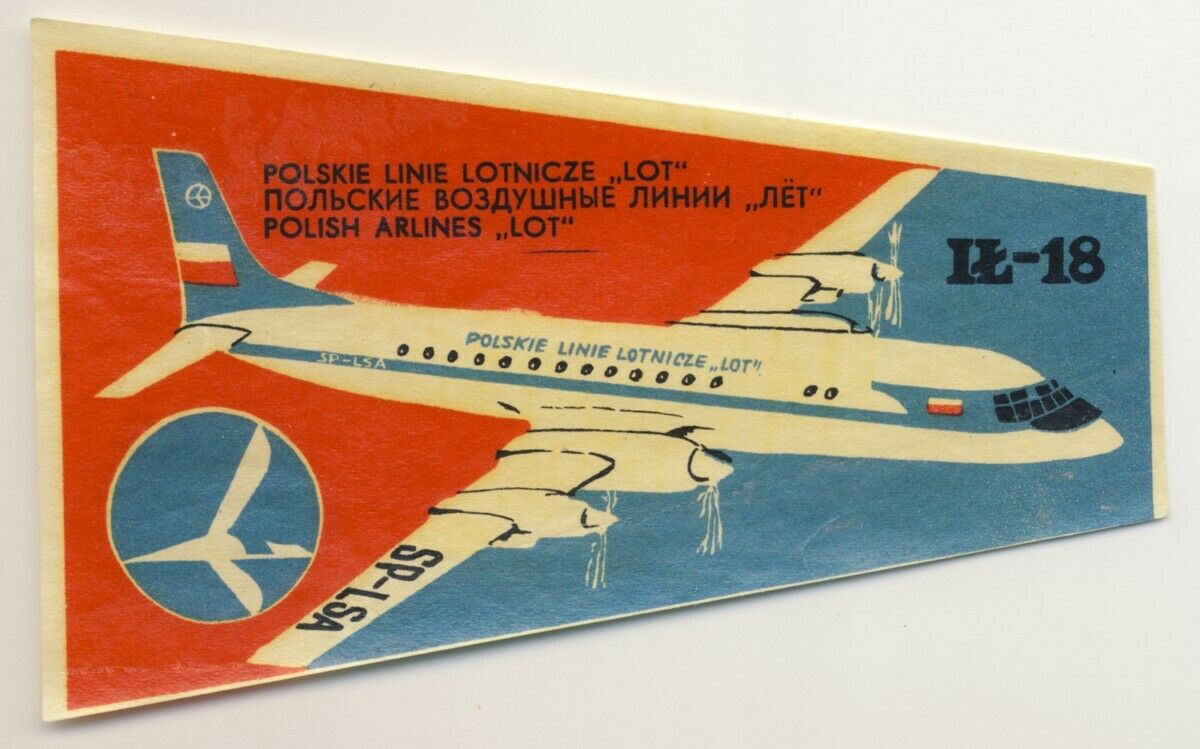 POLSKIE LINIE LOTNICZE „LOT“
ПОЛЬСКИЕ ВОЗДУШНЫЕ ЛИНИИ „ЛЁТ“
POLISH ARLINES „LOT“
IŁ-18
POLSKIE LINIE LOTNICZE „LOT”
SP-LSA
SP-LSA